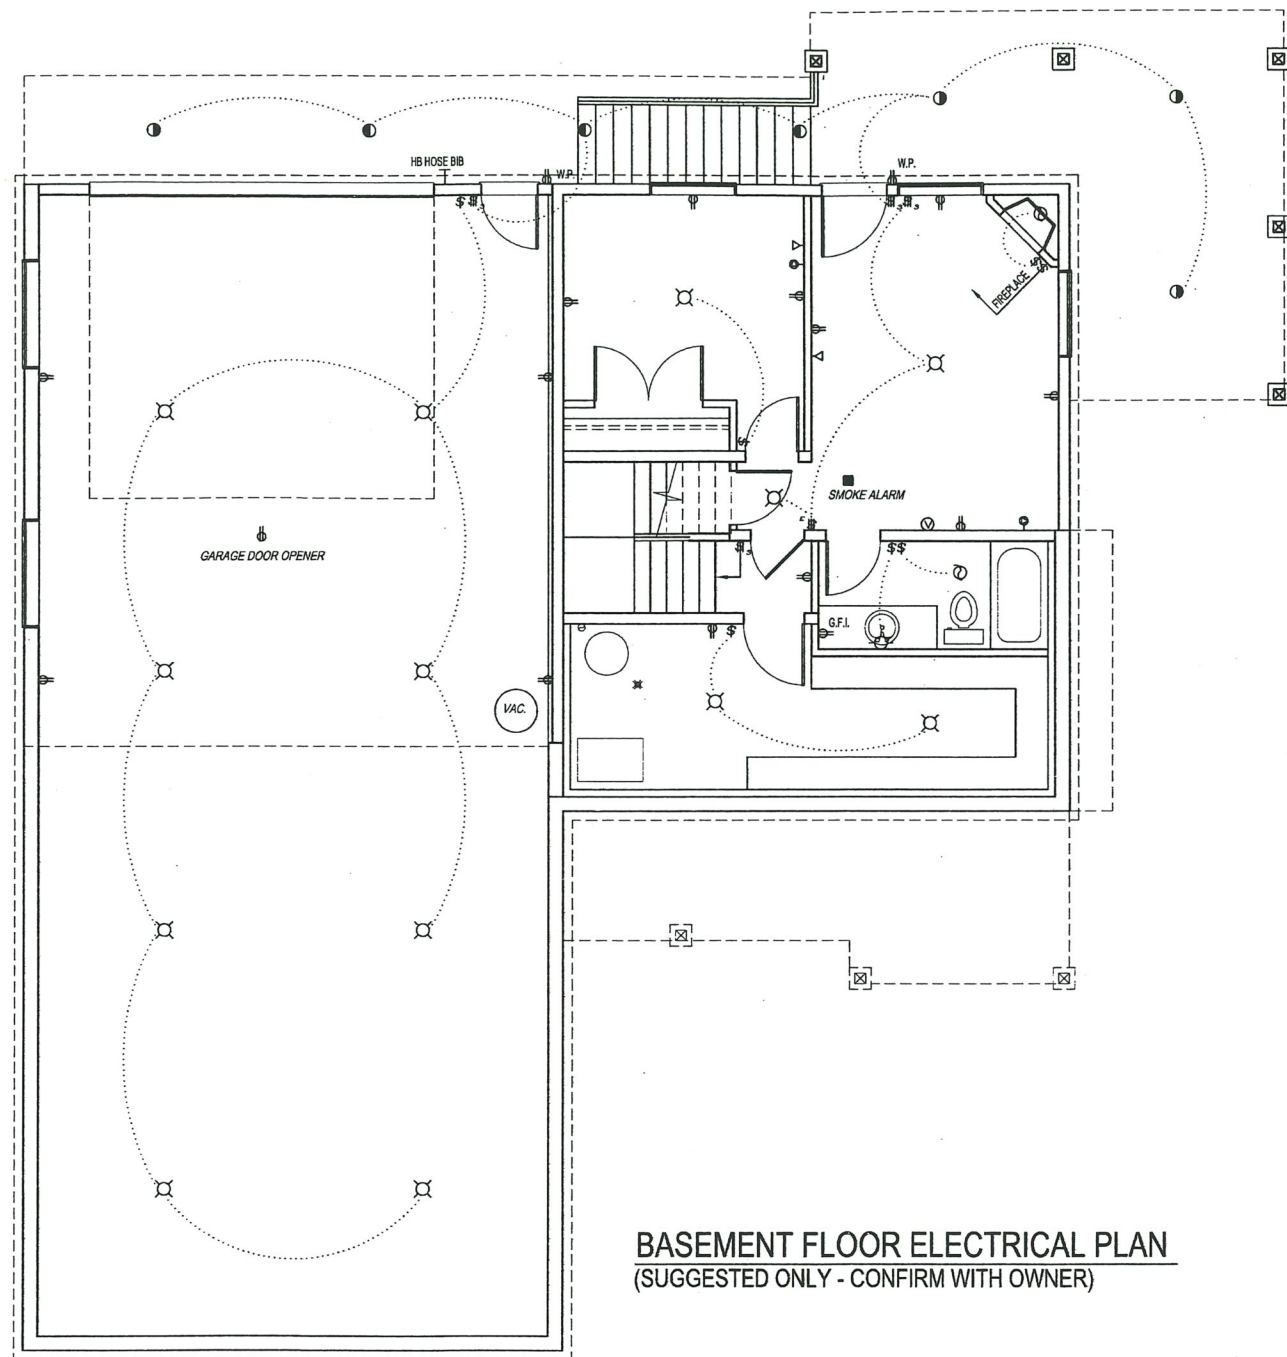 HB HOSE BIB
W.P.
W.P.
FIREPLACE
SMOKE ALARM
GARAGE DOOR OPENER
G.F.I.
VAC.
BASEMENT FLOOR ELECTRICAL PLAN
(SUGGESTED ONLY - CONFIRM WITH OWNER)